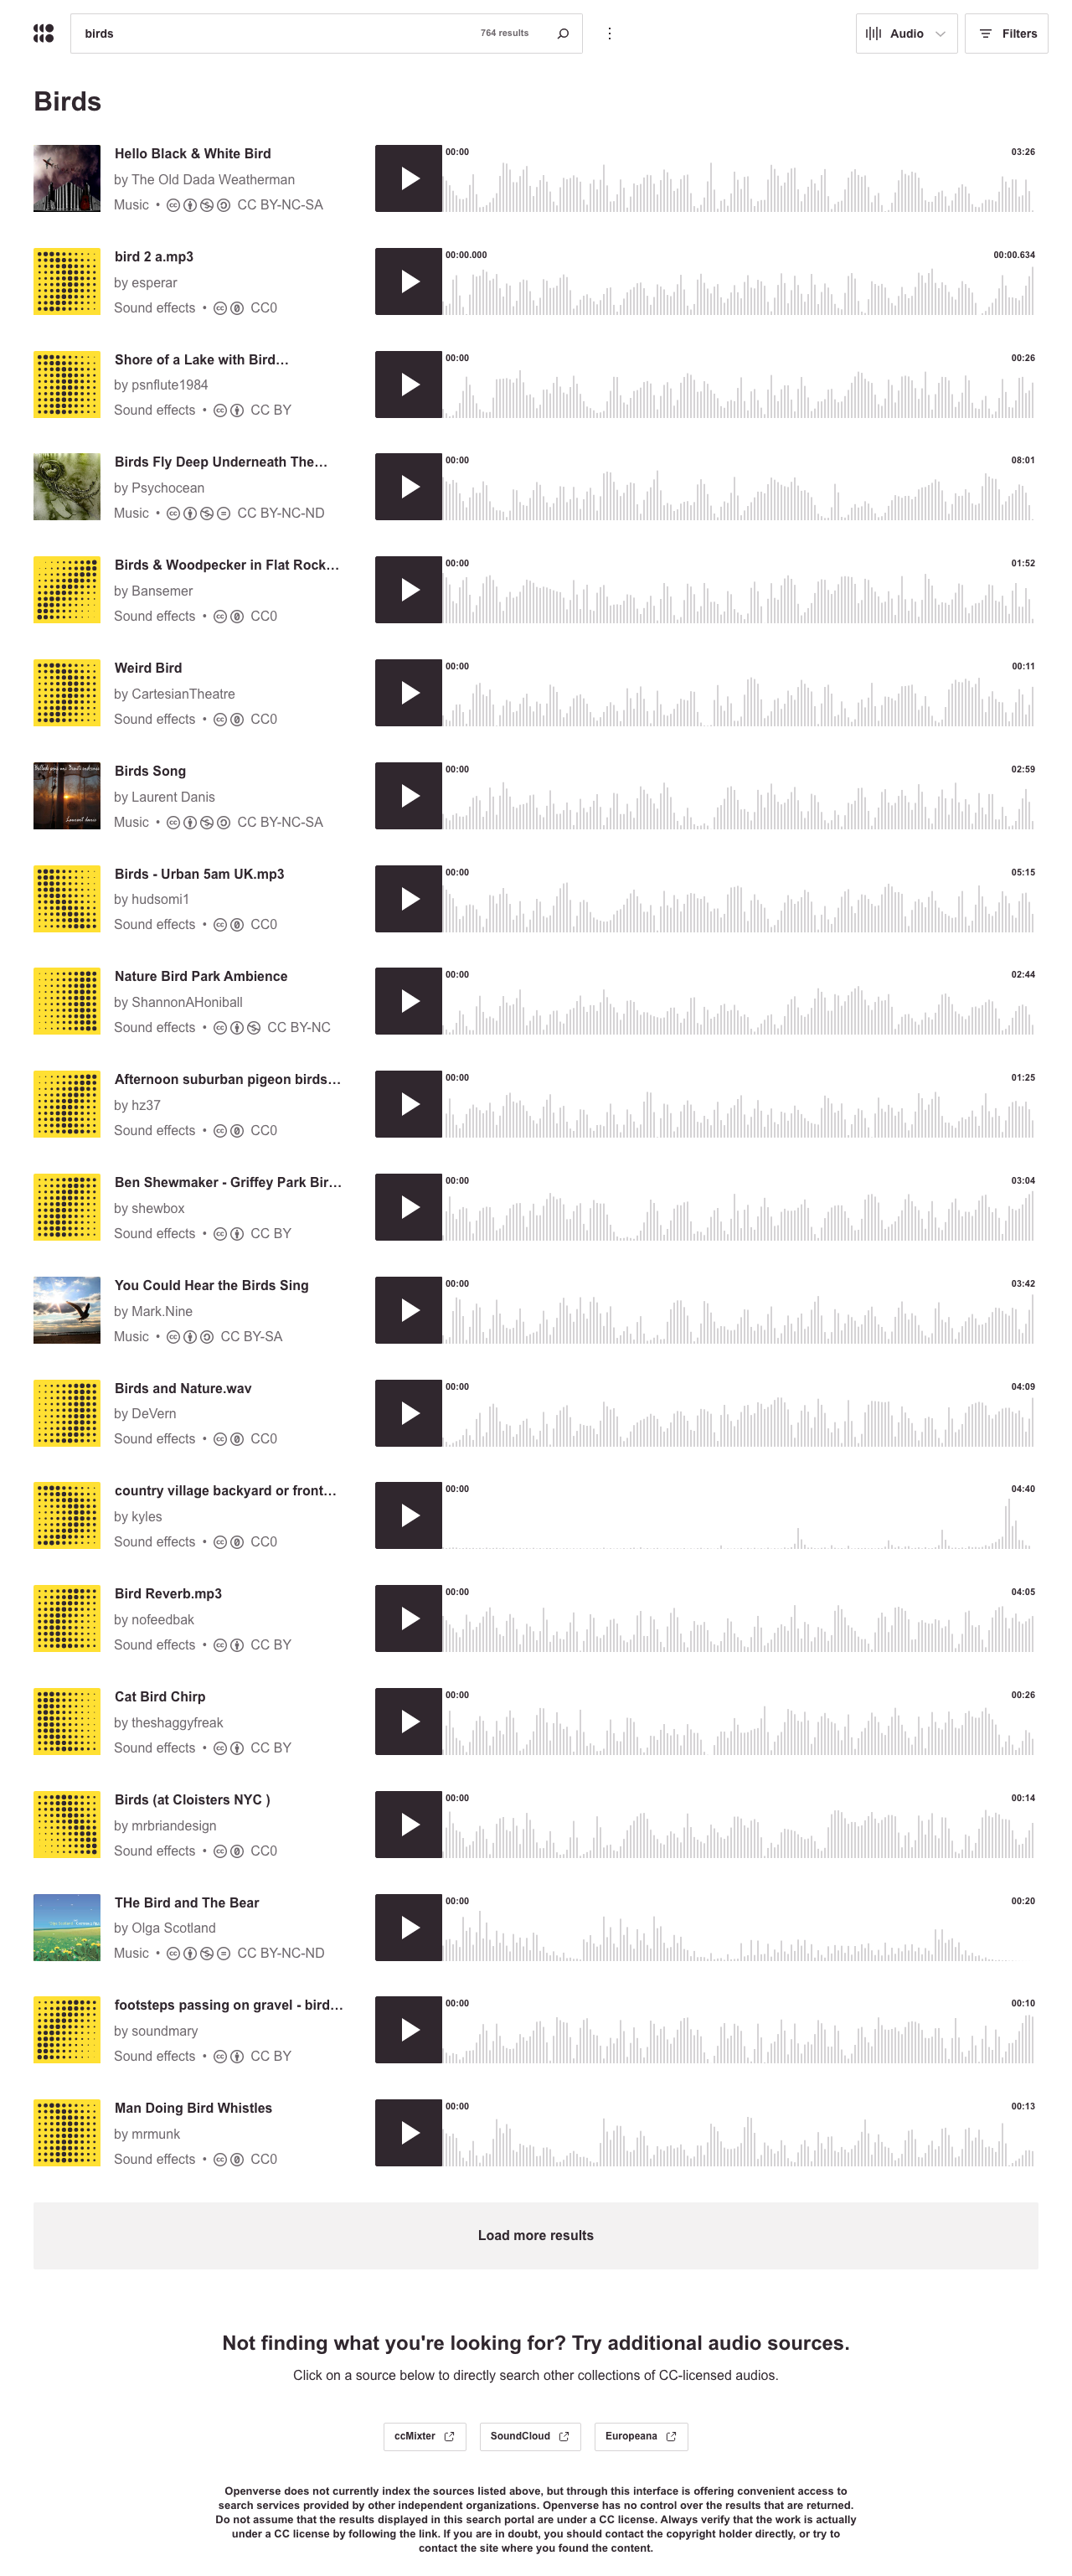 birds
764 results
Audio
Filters
Birds
Hello Black & White Bird
by The Old Dada Weatherman
Music • CC BY-NC-SA
00:00
03:26
bird 2 a.mp3
by esperar
Sound effects • CC0
00:00.000
00:00.634
Shore of a Lake with Bird…
by psnflute1984
Sound effects • CC BY
00:00
00:26
Birds Fly Deep Underneath The…
by Psychocean
Music • CC BY-NC-ND
00:00
08:01
Birds & Woodpecker in Flat Rock…
by Bansemer
Sound effects • CC0
00:00
01:52
Weird Bird
by CartesianTheatre
Sound effects • CC0
00:00
00:11
Birds Song
by Laurent Danis
Music • CC BY-NC-SA
00:00
02:59
Birds - Urban 5am UK.mp3
by hudsomi1
Sound effects • CC0
00:00
05:15
Nature Bird Park Ambience
by ShannonAHoniball
Sound effects • CC BY-NC
00:00
02:44
Afternoon suburban pigeon birds…
by hz37
Sound effects • CC0
00:00
01:25
Ben Shewmaker - Griffey Park Bir…
by shewbox
Sound effects • CC BY
00:00
03:04
You Could Hear the Birds Sing
by Mark.Nine
Music • CC BY-SA
00:00
03:42
Birds and Nature.wav
by DeVern
Sound effects • CC0
00:00
04:09
country village backyard or front…
by kyles
Sound effects • CC0
00:00
04:40
Bird Reverb.mp3
by nofeedbak
Sound effects • CC BY
00:00
04:05
Cat Bird Chirp
by theshaggyfreak
Sound effects • CC BY
00:00
00:26
Birds (at Cloisters NYC )
by mrbriandesign
Sound effects • CC0
00:00
00:14
THe Bird and The Bear
by Olga Scotland
Music • CC BY-NC-ND
00:00
00:20
footsteps passing on gravel - bird…
by soundmary
Sound effects • CC BY
00:00
00:10
Man Doing Bird Whistles
by mrmunk
Sound effects • CC0
00:00
00:13
Load more results
Not finding what you're looking for? Try additional audio sources.
Click on a source below to directly search other collections of CC-licensed audios.
ccMixter
SoundCloud
Europeana
Openverse does not currently index the sources listed above, but through this interface is offering convenient access to
search services provided by other independent organizations. Openverse has no control over the results that are returned.
Do not assume that the results displayed in this search portal are under a CC license. Always verify that the work is actually
under a CC license by following the link. If you are in doubt, you should contact the copyright holder directly, or try to
contact the site where you found the content.